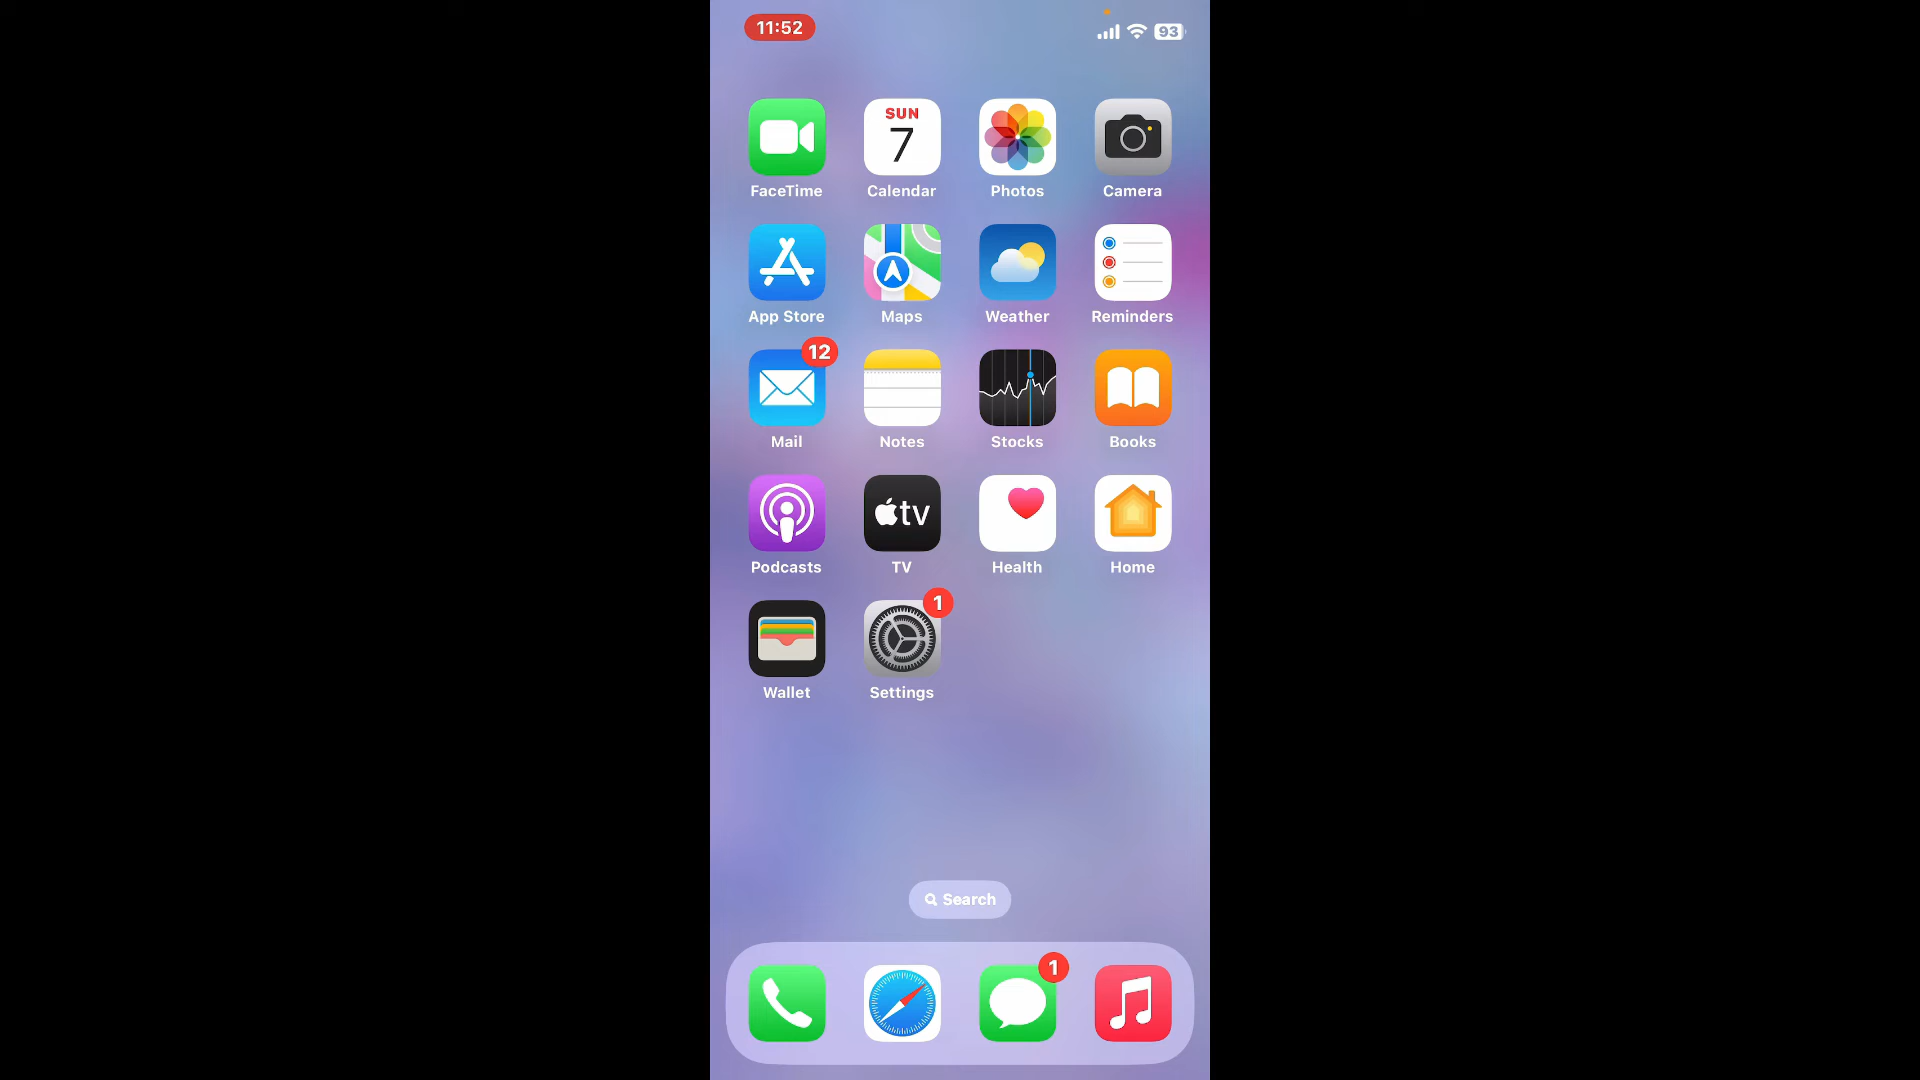 11:52
93
SUN
7
FaceTime
Calendar
Photos
Camera
App Store
Maps
Weather
Reminders
12
Mail
Notes
Stocks
Books
tv
Podcasts
TV
Health
Home
1
Wallet
Settings
Search
1